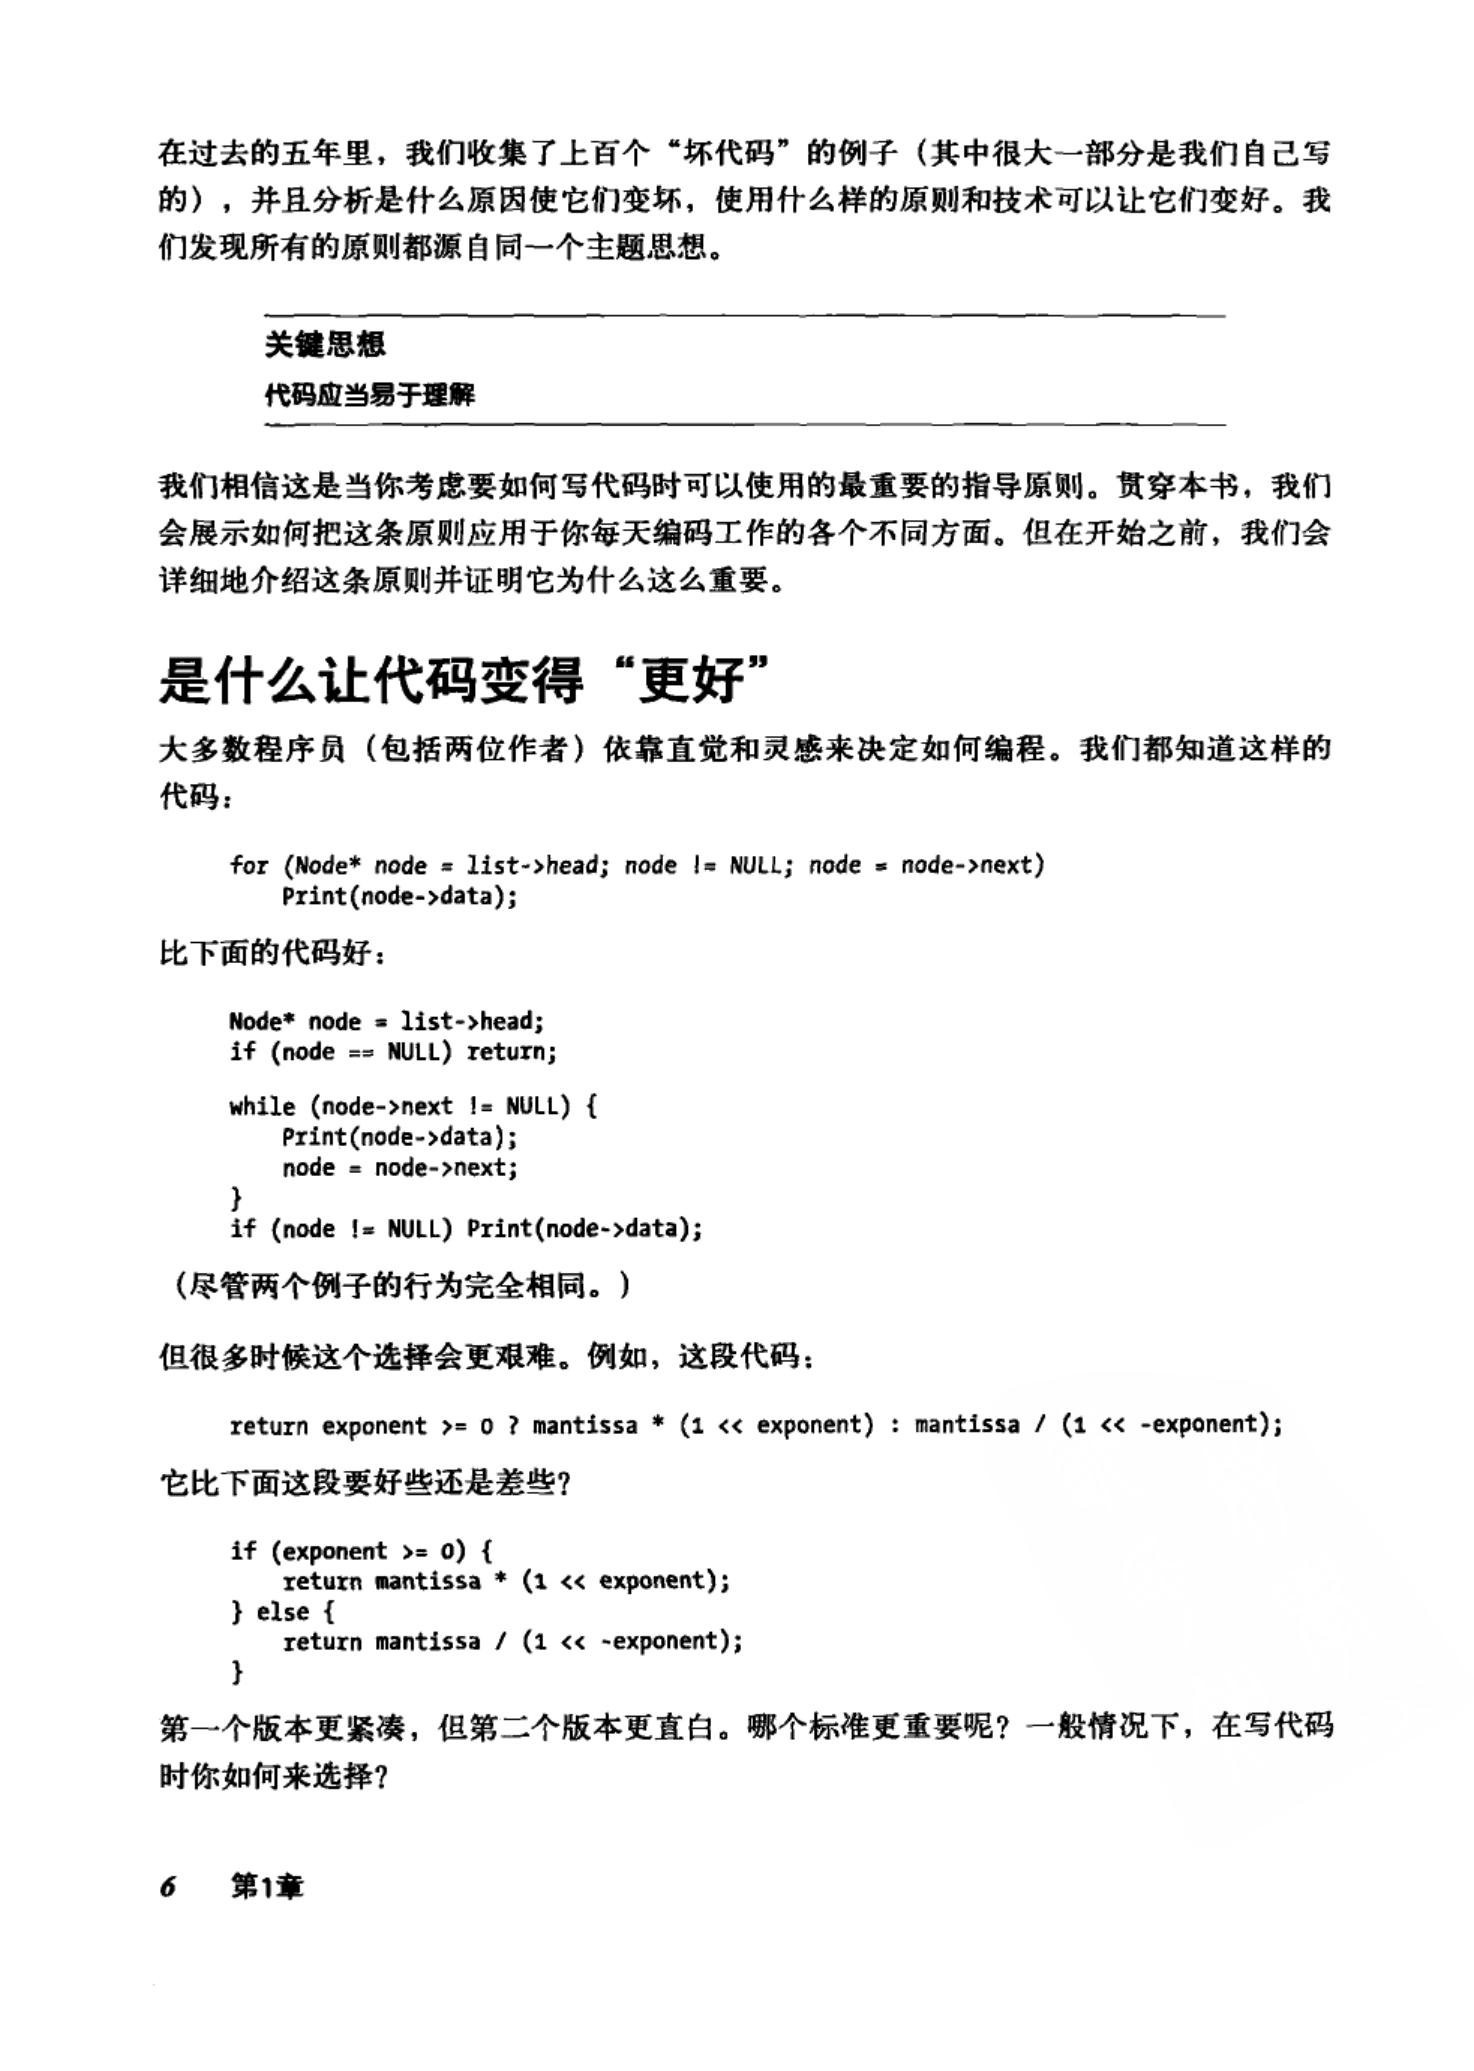 在过去的五年里，我们收集了上百个“坏代码”的例子（其中很大一部分是我们自己写
的），并且分析是什么原因使它们变坏，使用什么样的原则和技术可以让它们变好。我
们发现所有的原则都源自同一个主题思想。
关键思想
代码应当易于理解
我们相信这是当你考虑要如何写代码时可以使用的最重要的指导原则。贯穿本书，我们
会展示如何把这条原则应用于你每天编码工作的各个不同方面。但在开始之前，我们会
详细地介绍这条原则并证明它为什么这么重要。
是什么让代码变得“更好”
大多数程序员（包括两位作者）依靠直觉和灵感来决定如何编程。我们都知道这样的
代码：
for (Node* node = list->head; node != NULL; node = node->next)
    Print(node->data);
比下面的代码好：
Node* node = list->head;
if (node == NULL) return;
while (node->next != NULL) {
    Print(node->data);
    node = node->next;
}
if (node != NULL) Print(node->data);
（尽管两个例子的行为完全相同。）
但很多时候这个选择会更艰难。例如，这段代码：
return exponent >= 0 ? mantissa * (1 << exponent) : mantissa / (1 << -exponent);
它比下面这段要好些还是差些？
if (exponent >= 0) {
    return mantissa * (1 << exponent);
} else {
    return mantissa / (1 << -exponent);
}
第一个版本更紧凑，但第二个版本更直白。哪个标准更重要呢？一般情况下，在写代码
时你如何来选择？
6 第1章